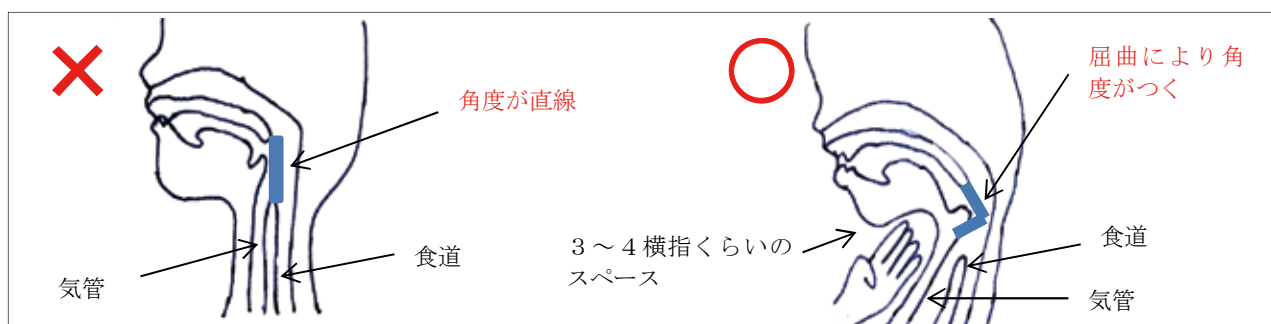 角度が直線
気管
食道
屈曲により角
度がつく
３～４横指くらいの
スペース
食道
気管